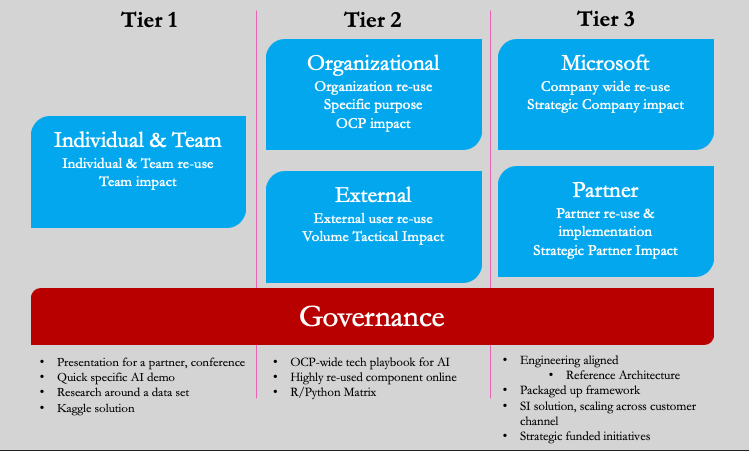 Tier 1
Tier 2
Tier 3
Individual & Team
Individual & Team re-use
Team impact
Organizational
Organization re-use
Specific purpose
OCP impact
External
External user re-use
Volume Tactical Impact
Microsoft
Company wide re-use
Strategic Company impact
Partner
Partner re-use &
implementation
Strategic Partner Impact
Governance
• Presentation for a partner, conference
• Quick specific AI demo
• Research around a data set
• Kaggle solution
• OCP-wide tech playbook for AI
• Highly re-used component online
• R/Python Matrix
• Engineering aligned
• Reference Architecture
• Packaged up framework
• SI solution, scaling across customer
channel
• Strategic funded initiatives